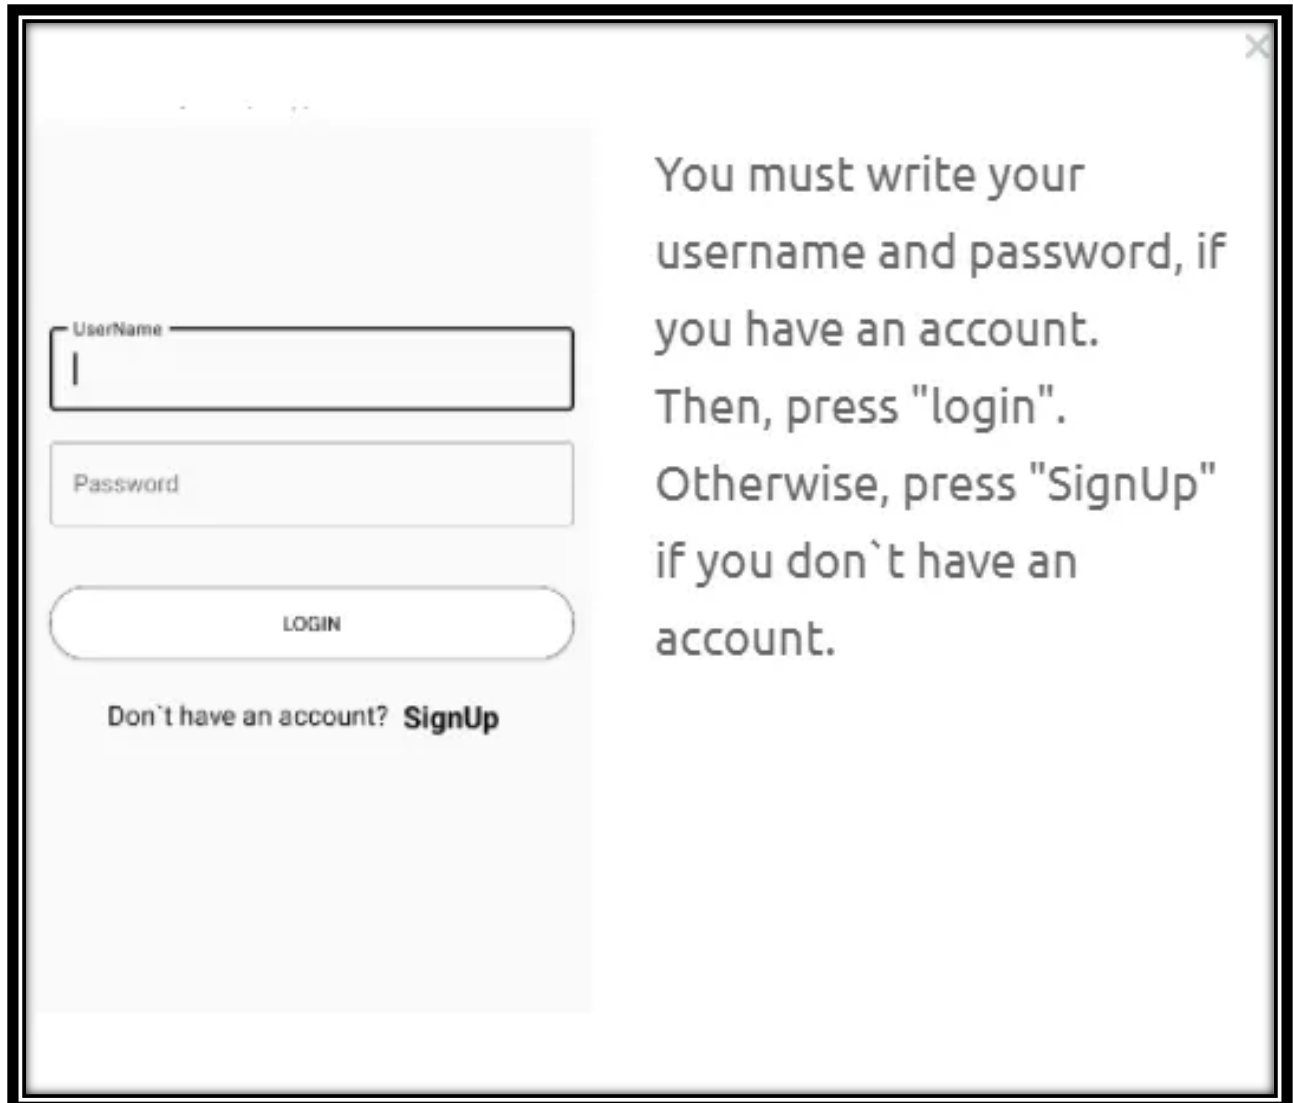 UserName
Password
LOGIN
Don`t have an account? SignUp
You must write your
username and password, if
you have an account.
Then, press "login".
Otherwise, press "SignUp"
if you don`t have an
account.